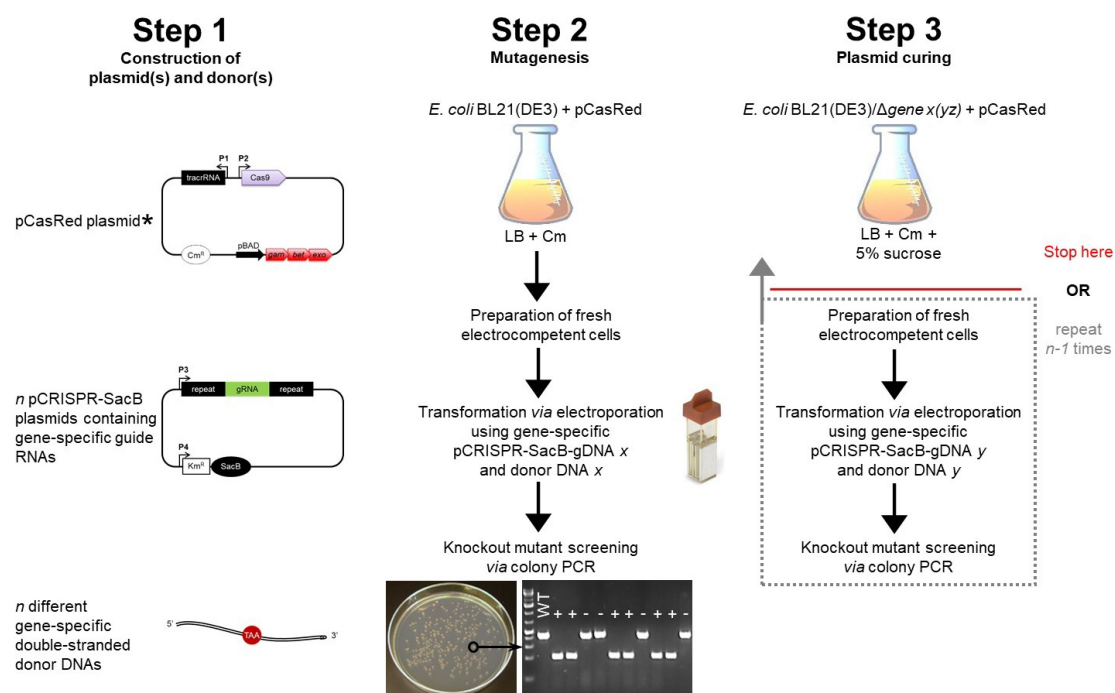 Step 1
Construction of
plasmid(s) and donor(s)
pCasRed plasmid*
P1
P2
tracrRNA
Cas9
CmR
pBAD
gam
bet
exo
n pCRISPR-SacB
plasmids containing
gene-specific guide
RNAs
P3
repeat
gRNA
repeat
P4
KmR
SacB
n different
gene-specific
double-stranded
donor DNAs
5'
TAA
3'
Step 2
Mutagenesis
E. coli BL21(DE3) + pCasRed
LB + Cm
Preparation of fresh
electrocompetent cells
Transformation via electroporation
using gene-specific
pCRISPR-SacB-gDNA x
and donor DNA x
Knockout mutant screening
via colony PCR
WT + + - - + + - + + -
Step 3
Plasmid curing
E. coli BL21(DE3)/Δgene x(yz) + pCasRed
LB + Cm +
5% sucrose
Stop here
OR
repeat
n-1 times
Preparation of fresh
electrocompetent cells
Transformation via electroporation
using gene-specific
pCRISPR-SacB-gDNA y
and donor DNA y
Knockout mutant screening
via colony PCR